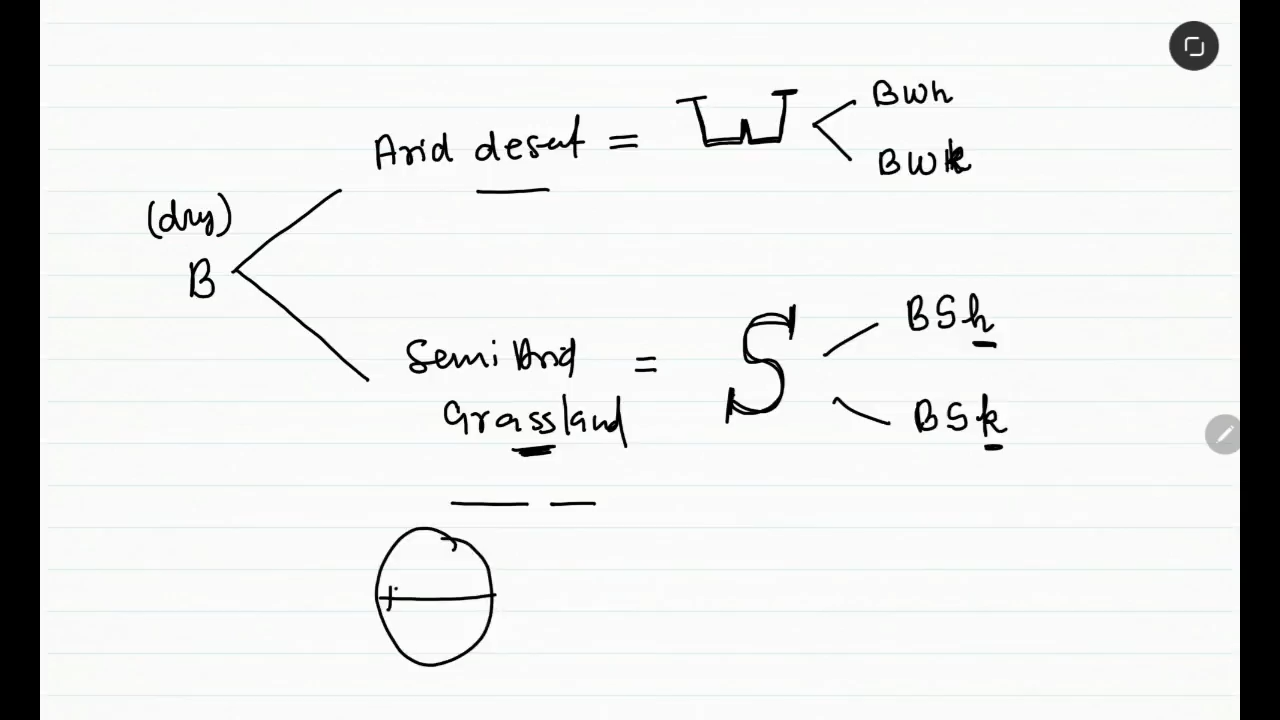 BWh
Arid desert = W
BWk
(dry)
B
BSh
Semi Arid = S
Grassland
BSk